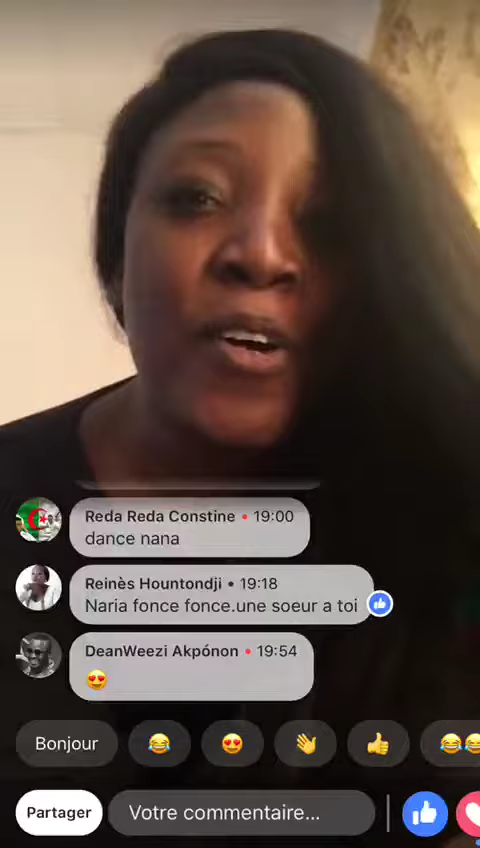 Reda Reda Constine • 19:00
dance nana
Reinès Hountondji • 19:18
Naria fonce fonce.une soeur a toi
DeanWeezi Akpónon • 19:54
😍
Bonjour 😂 😍 👋 👍 😂😂
Partager Votre commentaire...